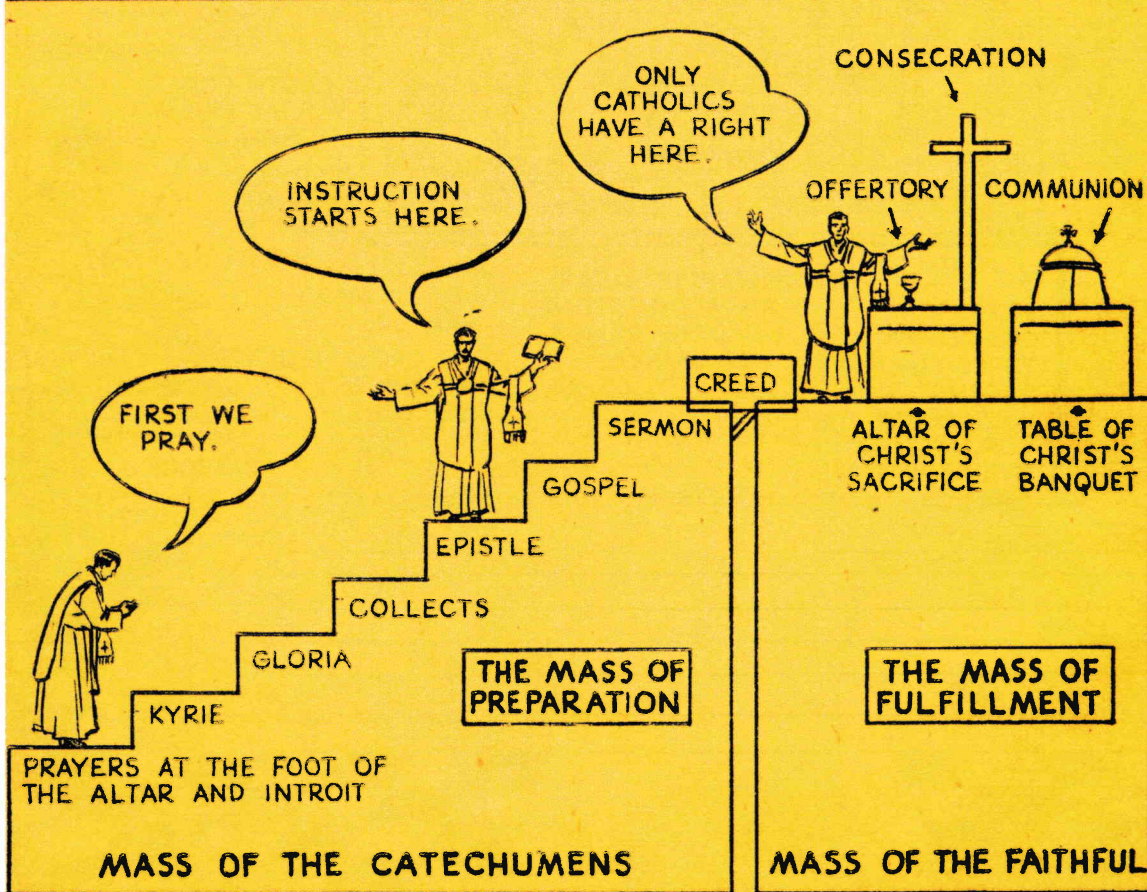 FIRST WE
PRAY.
INSTRUCTION
STARTS HERE.
ONLY
CATHOLICS
HAVE A RIGHT
HERE.
CONSECRATION
OFFERTORY
COMMUNION
PRAYERS AT THE FOOT OF
THE ALTAR AND INTROIT
KYRIE
GLORIA
COLLECTS
EPISTLE
GOSPEL
SERMON
CREED
ALTAR OF
CHRIST'S
SACRIFICE
TABLE OF
CHRIST'S
BANQUET
THE MASS OF
PREPARATION
THE MASS OF
FULFILLMENT
MASS OF THE CATECHUMENS
MASS OF THE FAITHFUL